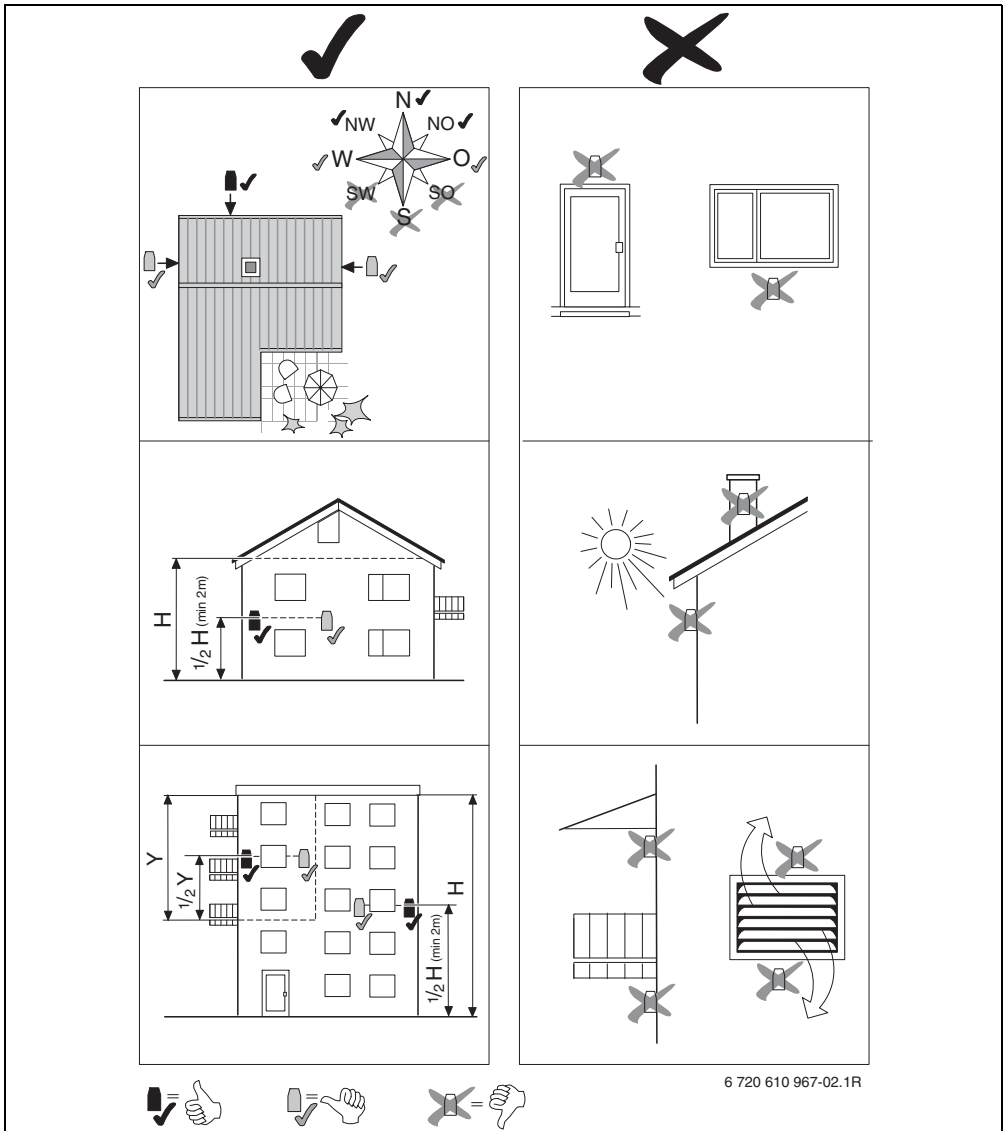 N
NW
NO
W
O
SW
SO
S
H
1/2 H (min 2m)
Y
1/2 Y
H
1/2 H (min 2m)
6 720 610 967-02.1R
=
=
=